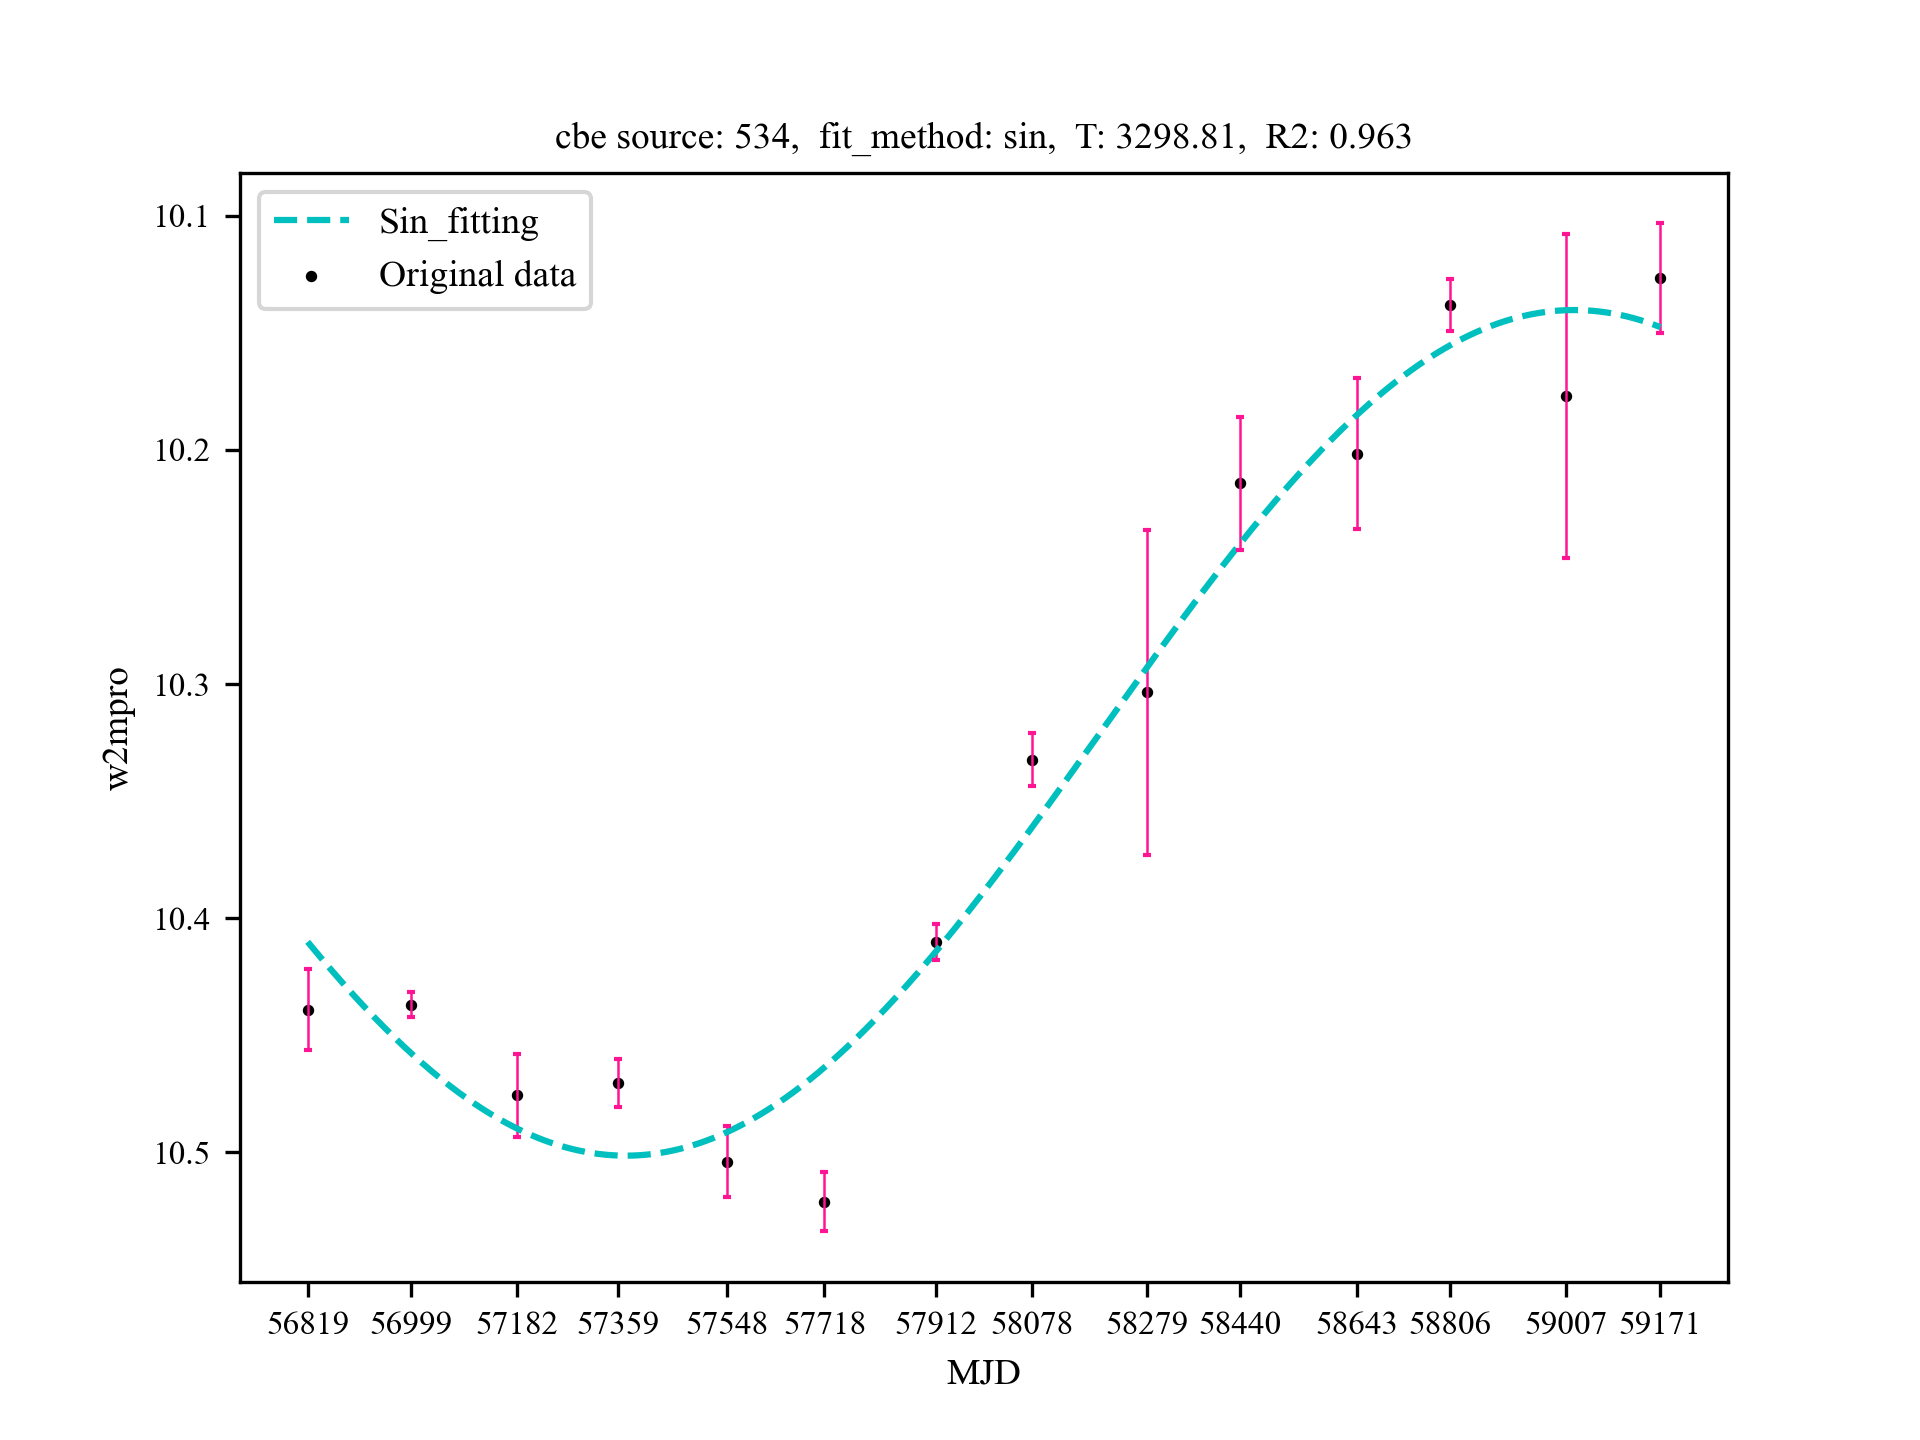 cbe source: 534,  fit_method: sin,  T: 3298.81,  R2: 0.963
Sin_fitting
Original data
10.1
10.2
10.3
10.4
10.5
w2mpro
56819 56999 57182 57359 57548 57718 57912 58078 58279 58440 58643 58806 59007 59171
MJD